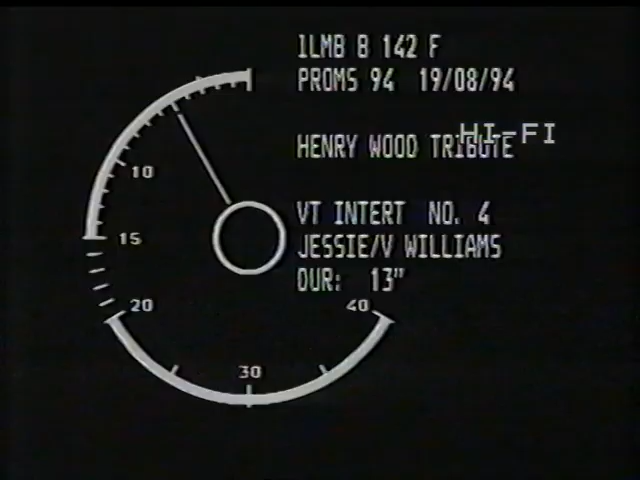 1LMB B 142 F
PROMS 94 19/08/94
HI-FI
HENRY WOOD TRIBUTE
10
VT INTERT NO. 4
15
JESSIE/V WILLIAMS
DUR: 13"
20
40
30